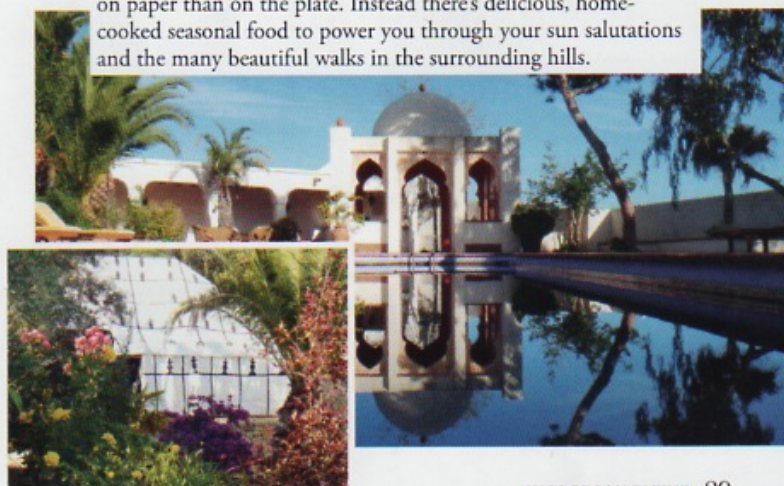 on paper than on the plate. Instead there's delicious, home-
cooked seasonal food to power you through your sun salutations
and the many beautiful walks in the surrounding hills.